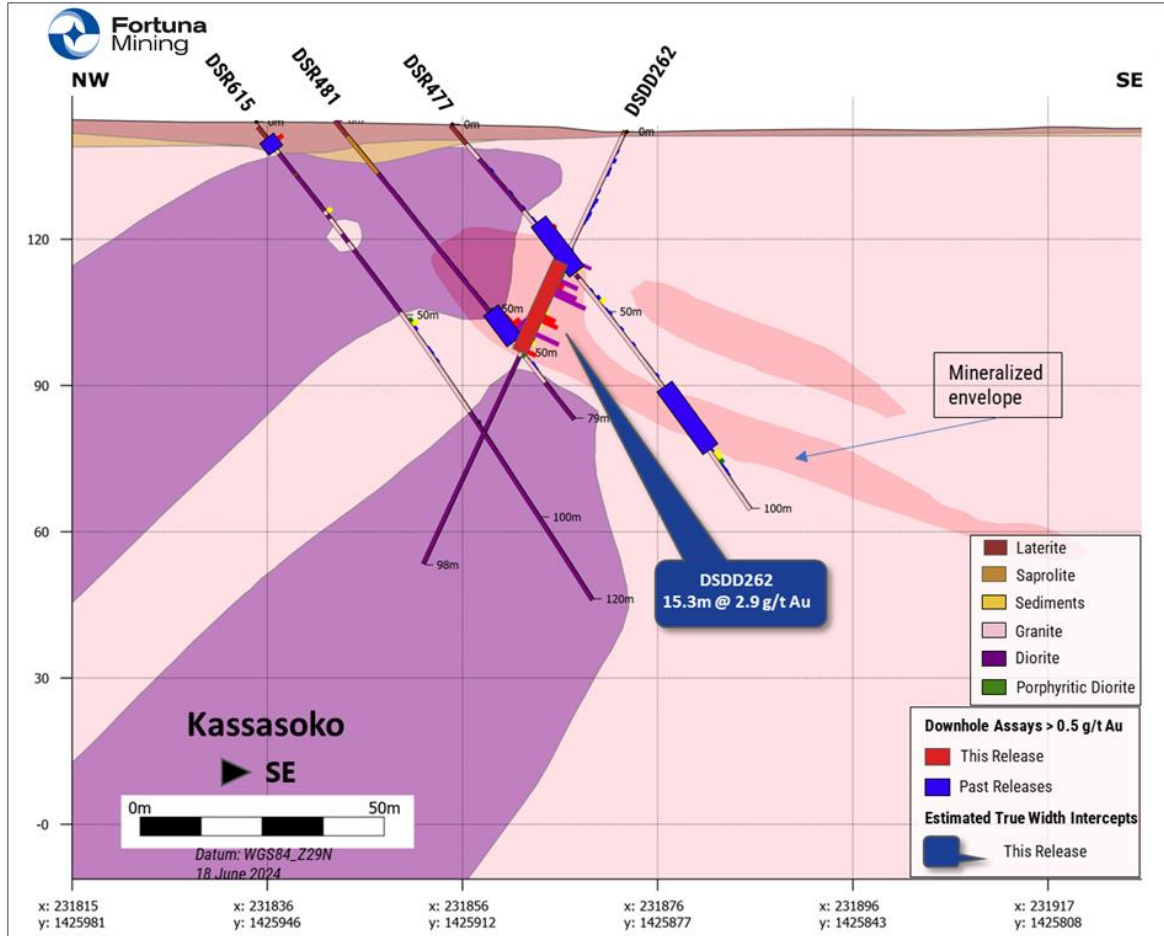 Fortuna
Mining
NW
DSR615
DSR481
DSR477
DSDD262
SE
0m
0m
0m
120
50m
50m
50m
50m
90
79m
Mineralized
envelope
100m
100m
60
98m
120m
DSDD262
15.3m @ 2.9 g/t Au
Laterite
Saprolite
Sediments
Granite
Diorite
Porphyritic Diorite
30
Kassasoko
SE
0m
50m
Datum: WGS84_Z29N
18 June 2024
Downhole Assays > 0.5 g/t Au
This Release
Past Releases
Estimated True Width Intercepts
This Release
-0
x: 231815
y: 1425981
x: 231836
y: 1425946
x: 231856
y: 1425912
x: 231876
y: 1425877
x: 231896
y: 1425843
x: 231917
y: 1425808